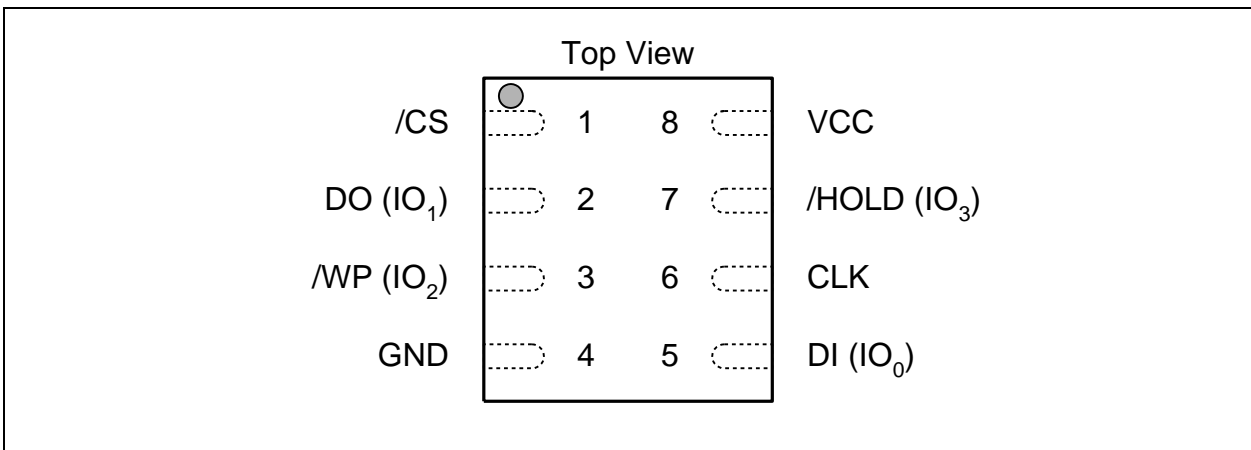 Top View
/CS 1 8 VCC
DO (IO₁) 2 7 /HOLD (IO₃)
/WP (IO₂) 3 6 CLK
GND 4 5 DI (IO₀)